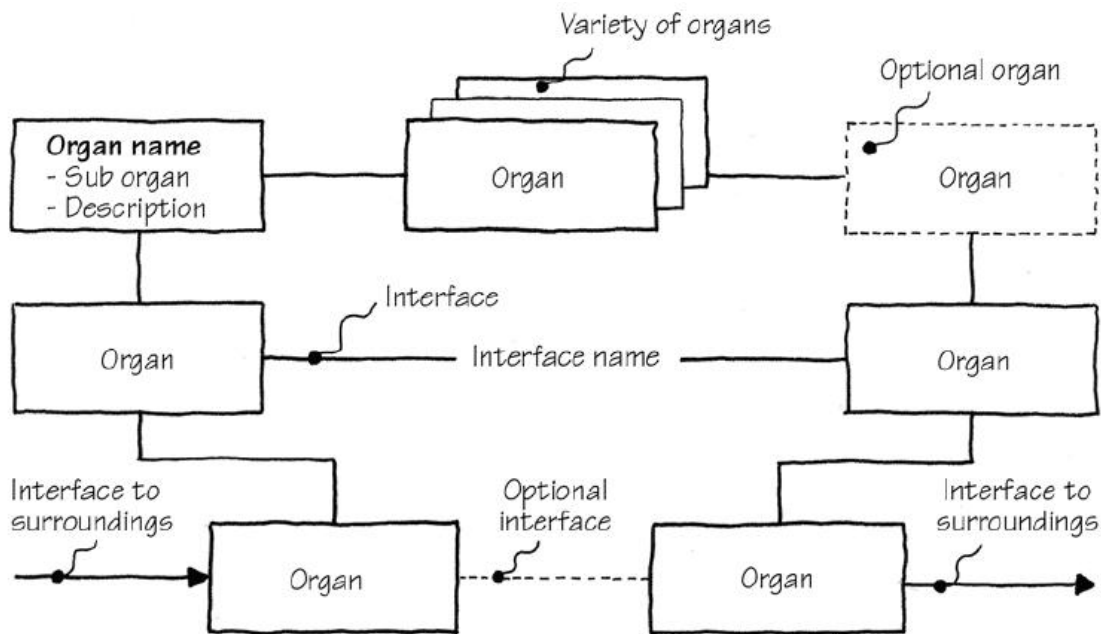 Variety of organs
Optional organ
Organ name
- Sub organ
- Description
Organ
Organ
Interface
Organ
Interface name
Organ
Interface to
surroundings
Optional
interface
Interface to
surroundings
Organ
Organ